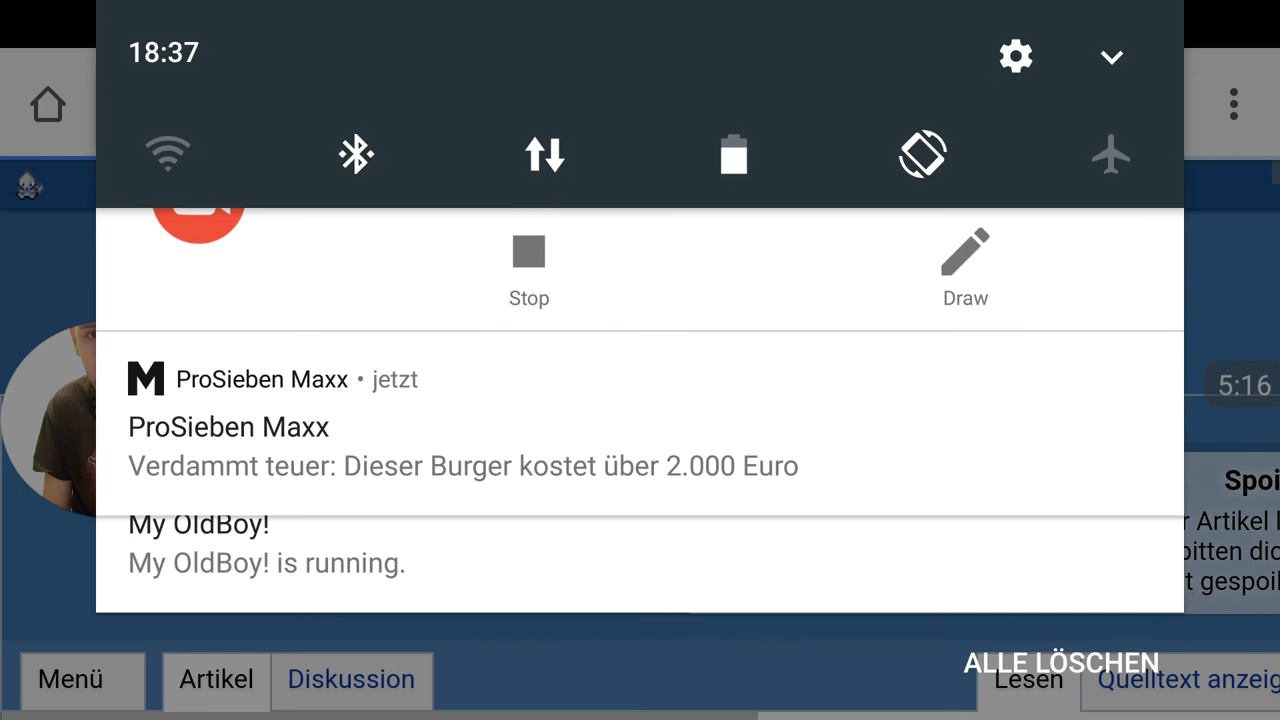 18:37
Stop
Draw
ProSieben Maxx • jetzt
ProSieben Maxx
5:16
Verdammt teuer: Dieser Burger kostet über 2.000 Euro
My OldBoy!
My OldBoy! is running.
Spoi
r Artikel l
bitten dic
t gespoil
ALLE LÖSCHEN
Menü
Artikel
Diskussion
Lesen
Quelltext anzeig